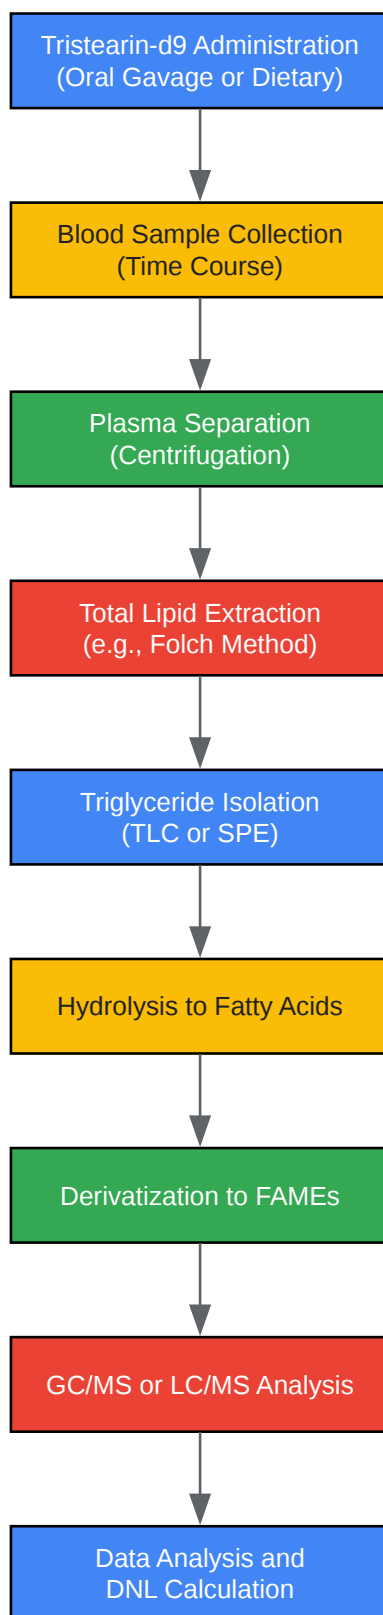 Tristearin-d9 Administration
(Oral Gavage or Dietary)
Blood Sample Collection
(Time Course)
Plasma Separation
(Centrifugation)
Total Lipid Extraction
(e.g., Folch Method)
Triglyceride Isolation
(TLC or SPE)
Hydrolysis to Fatty Acids
Derivatization to FAMEs
GC/MS or LC/MS Analysis
Data Analysis and
DNL Calculation